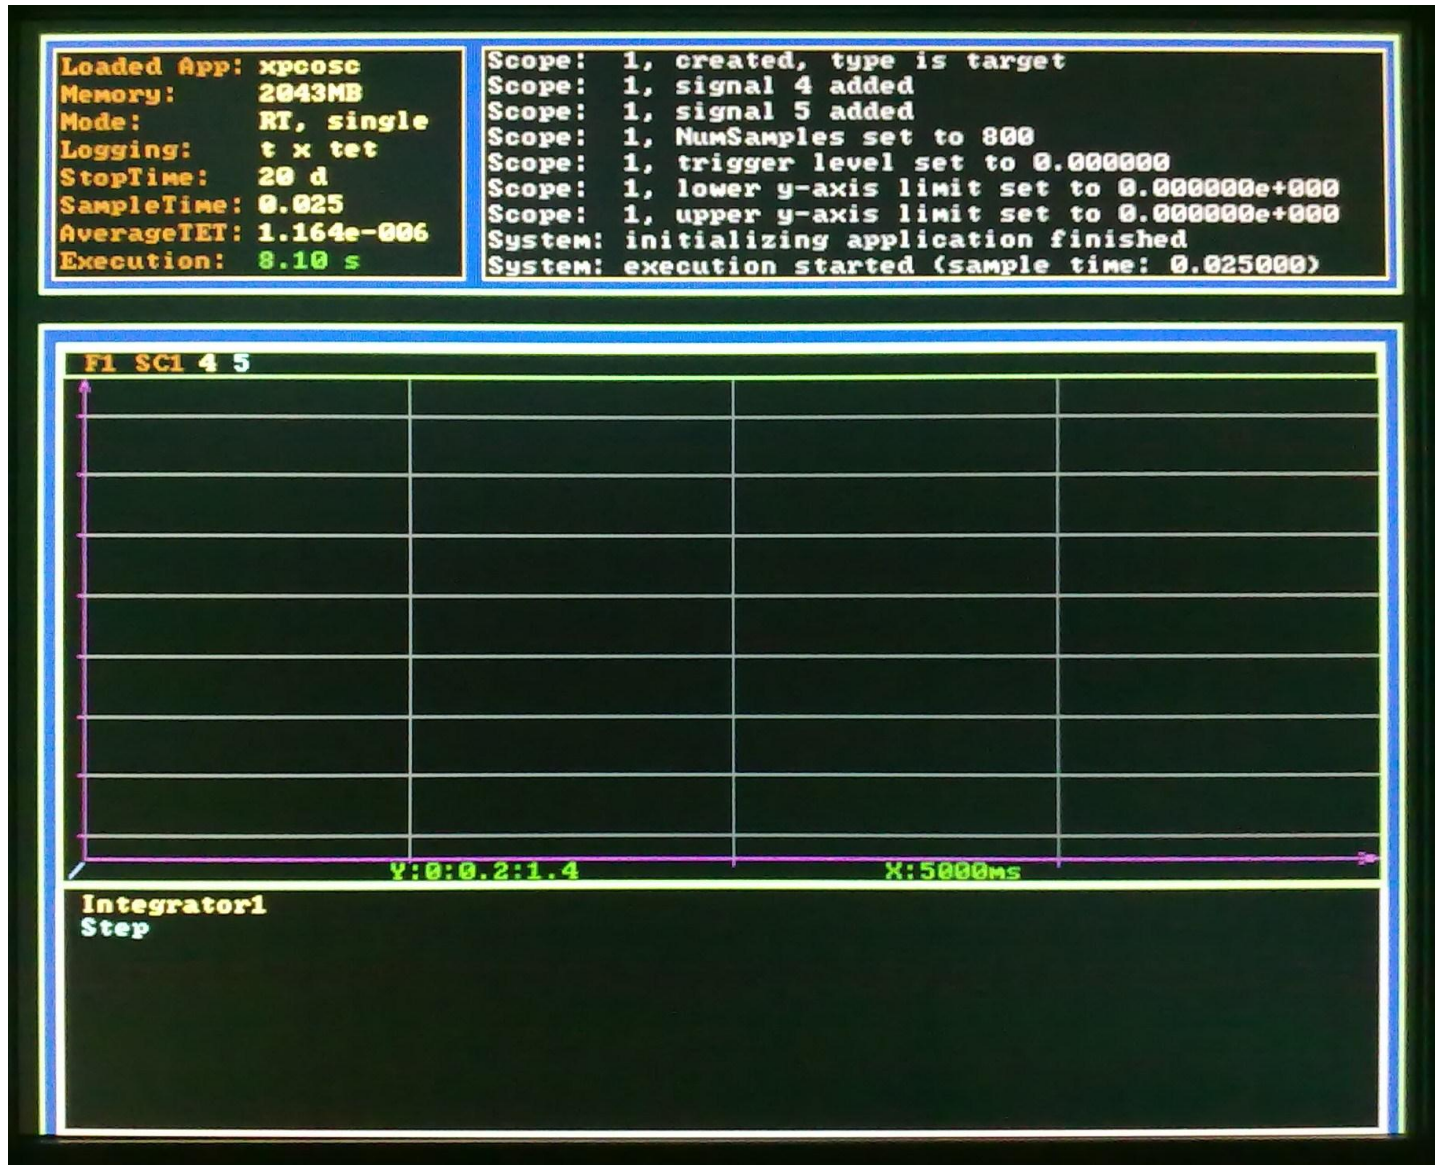 Loaded App: xpcosc
Memory: 2043MB
Mode: RT, single
Logging: t x tet
StopTime: 20 d
SampleTime: 0.025
AverageTET: 1.164e-006
Execution: 8.10 s
Scope: 1, created, type is target
Scope: 1, signal 4 added
Scope: 1, signal 5 added
Scope: 1, NumSamples set to 800
Scope: 1, trigger level set to 0.000000
Scope: 1, lower y-axis limit set to 0.000000e+000
Scope: 1, upper y-axis limit set to 0.000000e+000
System: initializing application finished
System: execution started (sample time: 0.025000)
F1 SC1 4 5
Y:0:0.2:1.4 X:5000ms
Integrator1
Step